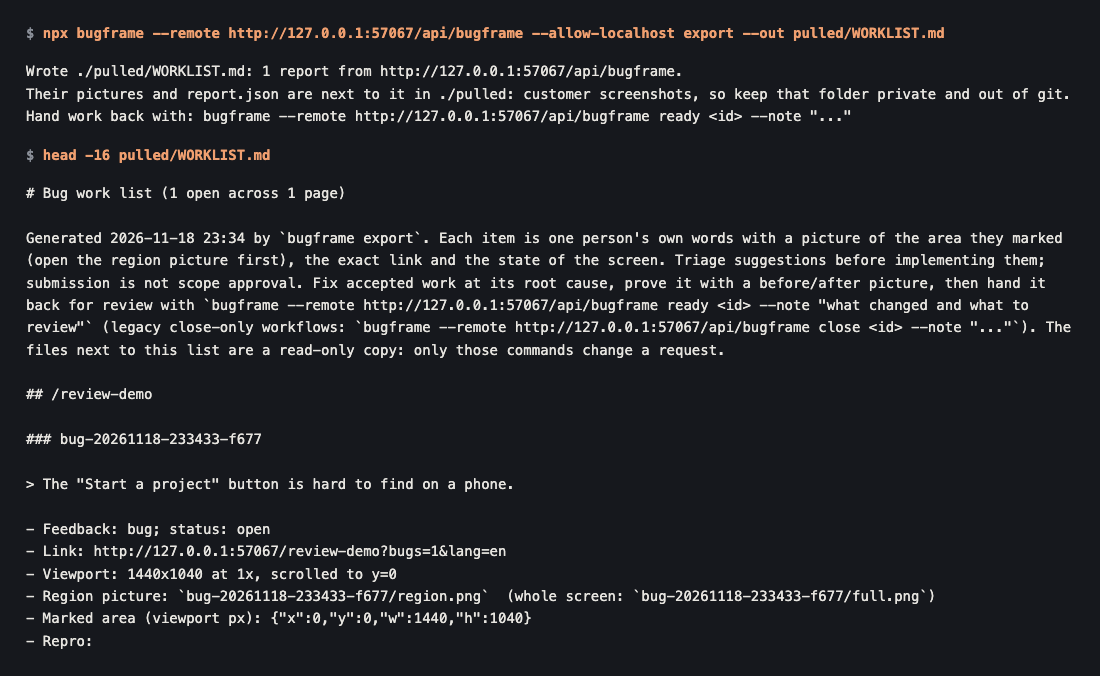 $ npx bugframe --remote http://127.0.0.1:57067/api/bugframe --allow-localhost export --out pulled/WORKLIST.md
Wrote ./pulled/WORKLIST.md: 1 report from http://127.0.0.1:57067/api/bugframe.
Their pictures and report.json are next to it in ./pulled: customer screenshots, so keep that folder private and out of git.
Hand work back with: bugframe --remote http://127.0.0.1:57067/api/bugframe ready <id> --note "..."
$ head -16 pulled/WORKLIST.md
# Bug work list (1 open across 1 page)
Generated 2026-11-18 23:34 by `bugframe export`. Each item is one person's own words with a picture of the area they marked
(open the region picture first), the exact link and the state of the screen. Triage suggestions before implementing them;
submission is not scope approval. Fix accepted work at its root cause, prove it with a before/after picture, then hand it
back for review with `bugframe --remote http://127.0.0.1:57067/api/bugframe ready <id> --note "what changed and what to
review"` (legacy close-only workflows: `bugframe --remote http://127.0.0.1:57067/api/bugframe close <id> --note "..."`). The
files next to this list are a read-only copy: only those commands change a request.
## /review-demo
### bug-20261118-233433-f677
> The "Start a project" button is hard to find on a phone.
- Feedback: bug; status: open
- Link: http://127.0.0.1:57067/review-demo?bugs=1&lang=en
- Viewport: 1440x1040 at 1x, scrolled to y=0
- Region picture: `bug-20261118-233433-f677/region.png`  (whole screen: `bug-20261118-233433-f677/full.png`)
- Marked area (viewport px): {"x":0,"y":0,"w":1440,"h":1040}
- Repro: